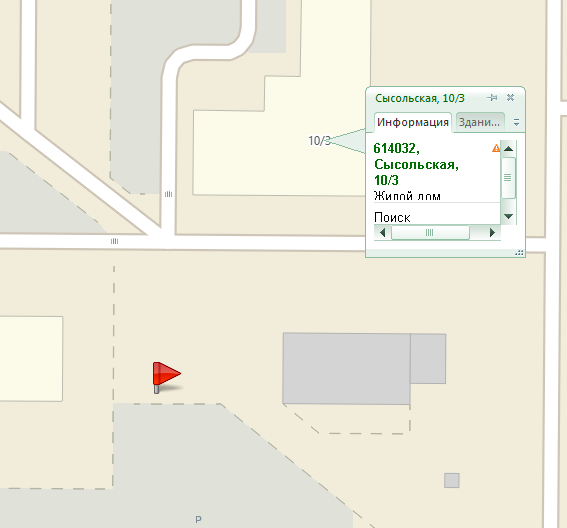 Сысольская, 10/3
Информация
Здани...
10/3
614032,
Сысольская,
10/3
Жилой дом
Поиск
P